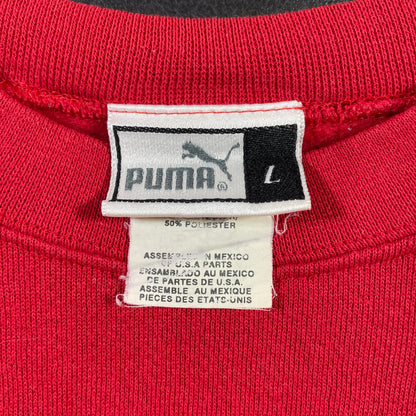 PUMA® L
50% POLIESTER
ASSEMBLED IN MEXICO
OF U.S.A PARTS
ENSAMBLADO AU MEXICO
DE PARTES DE U.S.A.
ASSEMBLE AU MEXIQUE
PIECES DES ETATS-UNIS